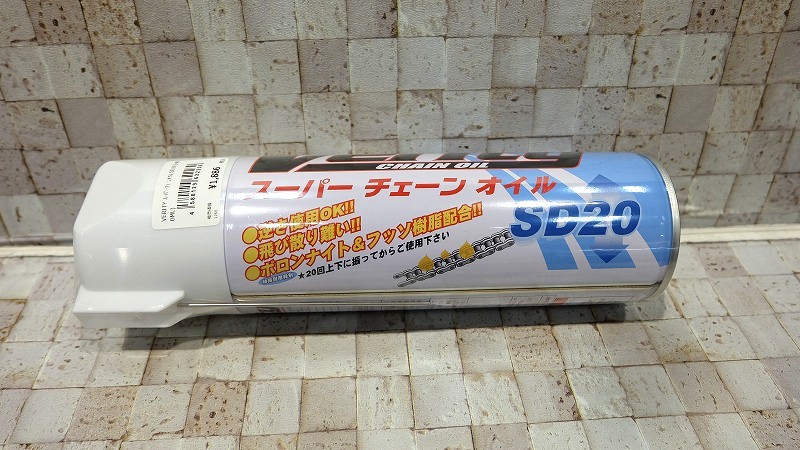 CHAIN OIL
スーパー チェーン オイル
SD20
●逆さ使用OK!!
●飛び散り難い!!
●ボロンナイト&フッソ樹脂配合!!
★20回上下に振ってからご使用下さい
¥1,886